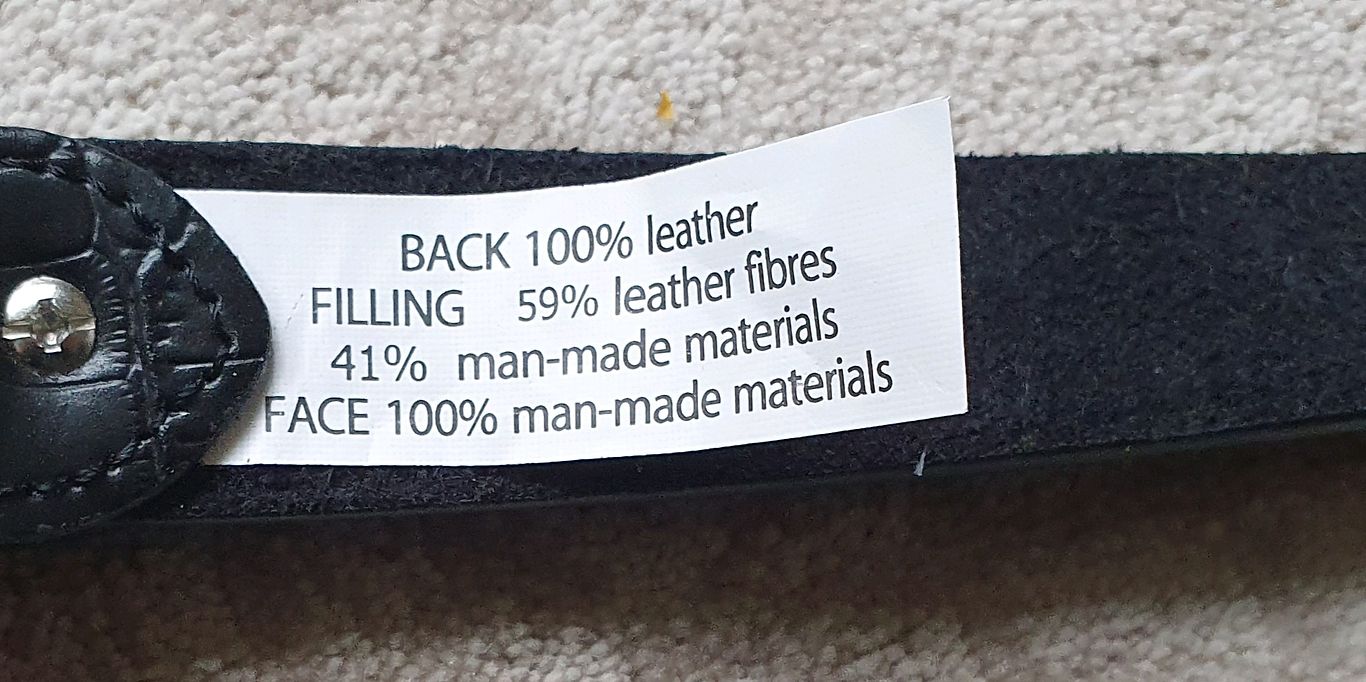 BACK 100% leather
FILLING 59% leather fibres
41% man-made materials
FACE 100% man-made materials